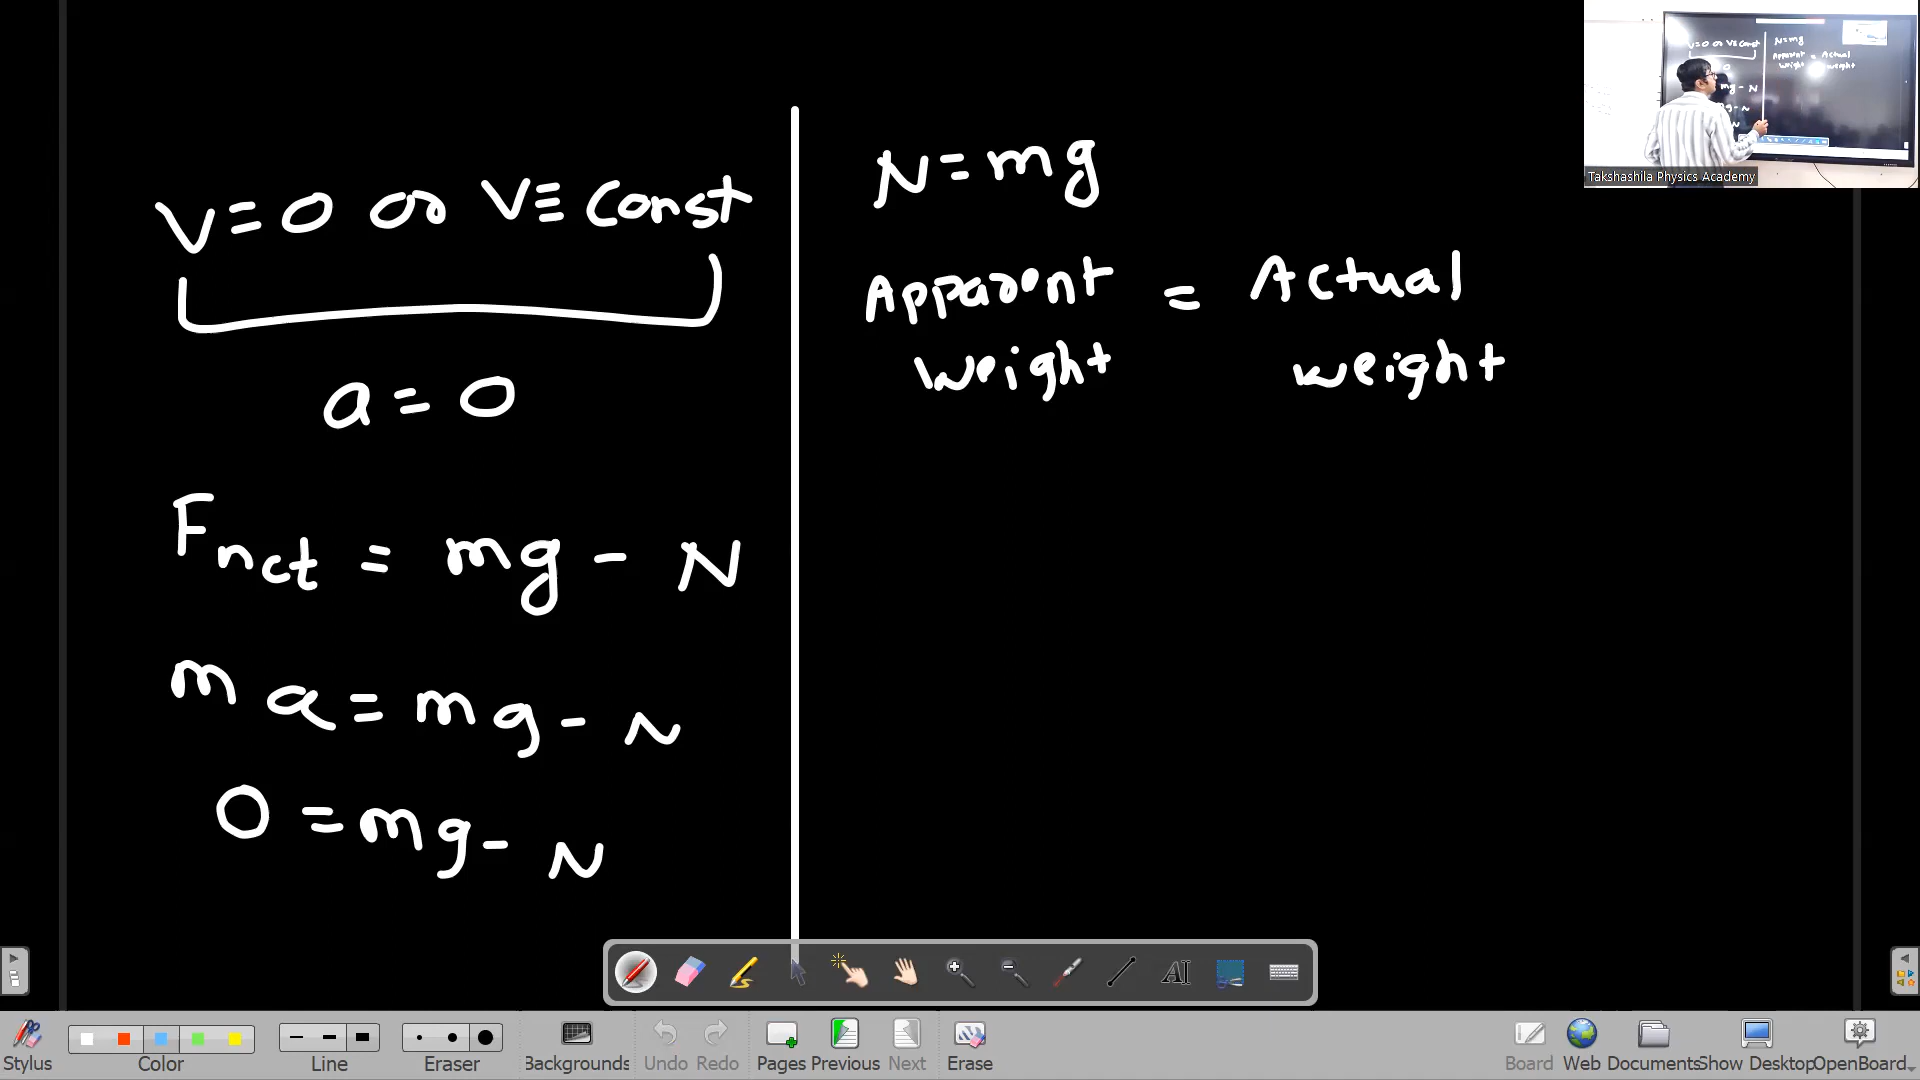 V=0 or V≡ const
a = 0
Fnet = mg - N
ma = mg - N
0 = mg - N
N = mg
Apparent = Actual
weight weight
Takshashila Physics Academy
Stylus
Color
Line
Eraser
Backgrounds
Undo
Redo
Pages
Previous
Next
Erase
Board
Web
Documents
Show Desktop
OpenBoard